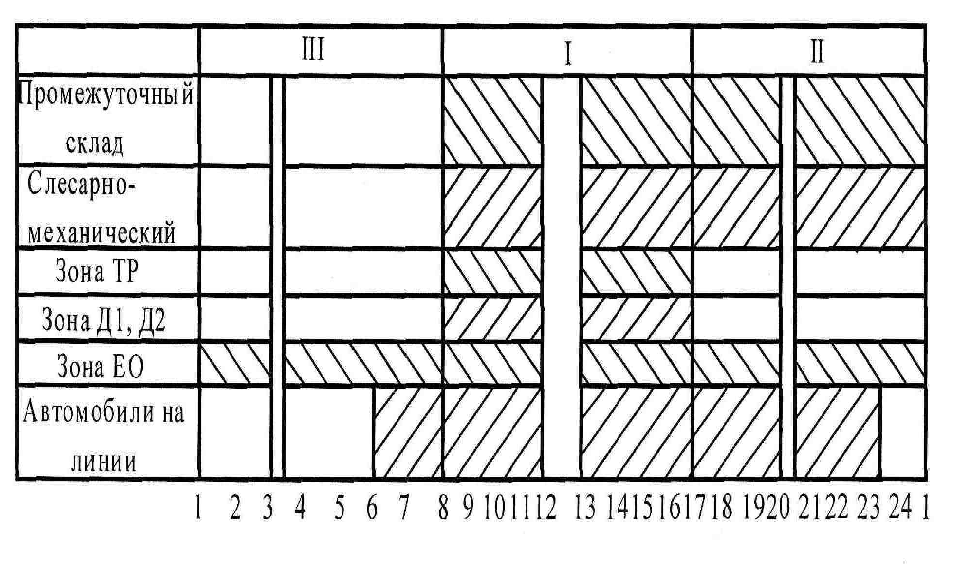 III I II
Промежуточный
склад
Слесарно-
механический
Зона ТР
Зона Д1, Д2
Зона ЕО
Автомобили на
линии
1 2 3 4 5 6 7 8 9 10 11 12 13 14 15 16 17 18 19 20 21 22 23 24 1